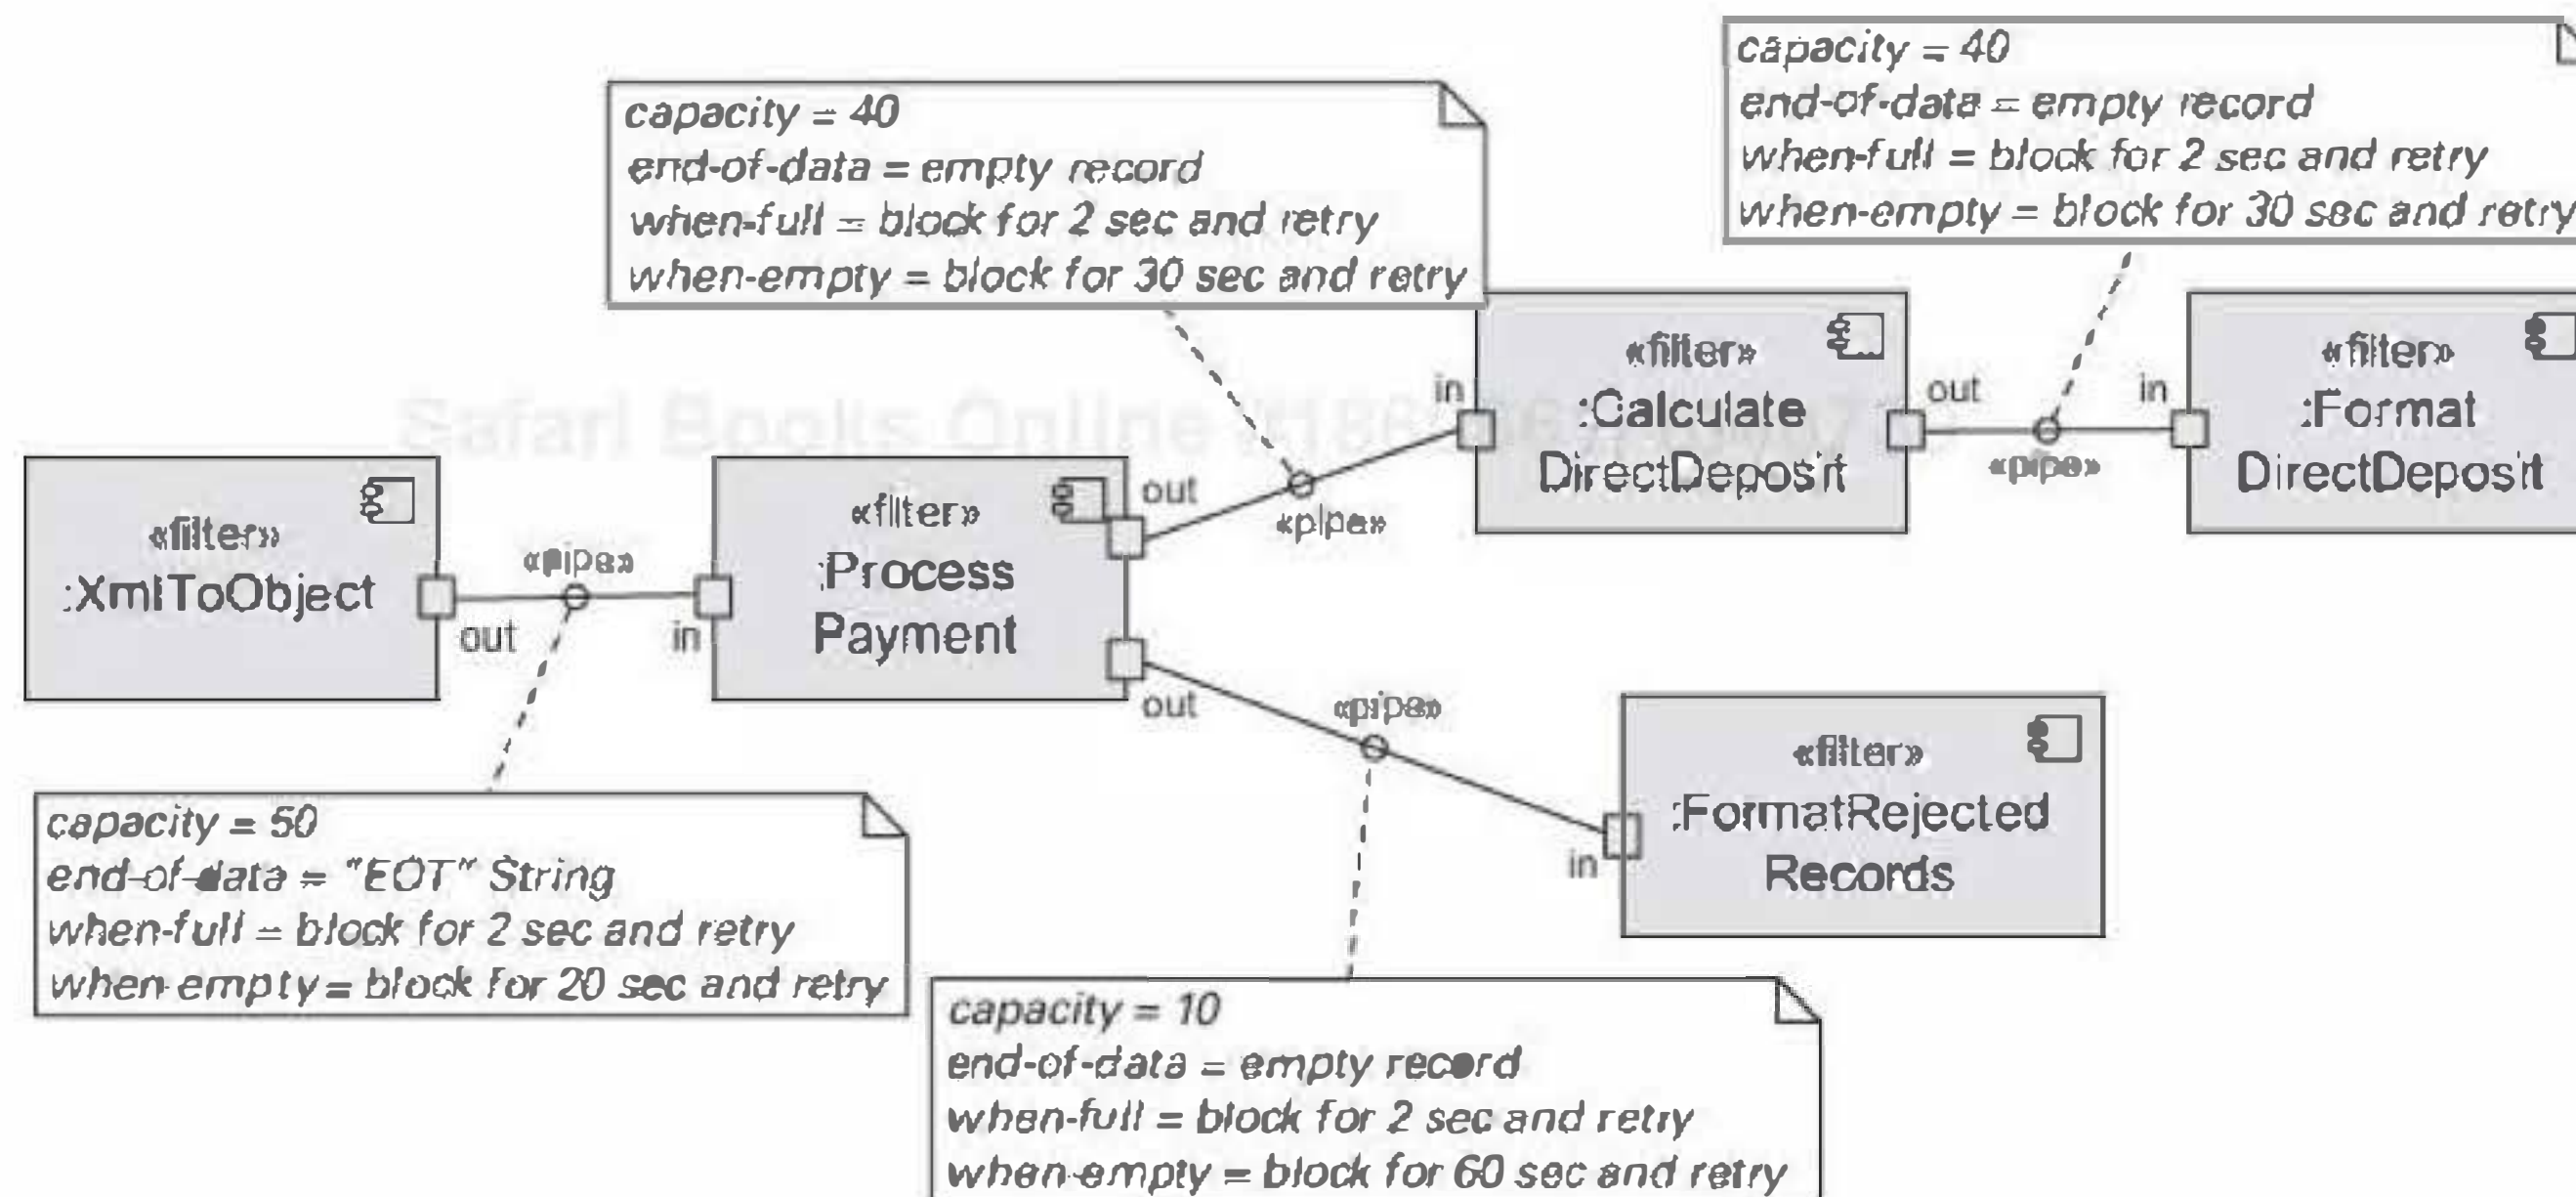 capacity = 40
end-of-data = empty record
when-full = block for 2 sec and retry
when-empty = block for 30 sec and retry
capacity = 40
end-of-data = empty record
when-full = block for 2 sec and retry
when-empty = block for 30 sec and retry
Safari Books Online
«filter»
:XmlToObject
out
«pipe»
in
«filter»
:Process
Payment
out
out
«pipe»
in
«filter»
:Calculate
DirectDeposit
out
«pipe»
in
«filter»
:Format
DirectDeposit
«pipe»
in
«filter»
:FormatRejected
Records
capacity = 50
end-of-data = "EOT" String
when-full = block for 2 sec and retry
when-empty = block for 20 sec and retry
capacity = 10
end-of-data = empty record
when-full = block for 2 sec and retry
when-empty = block for 60 sec and retry